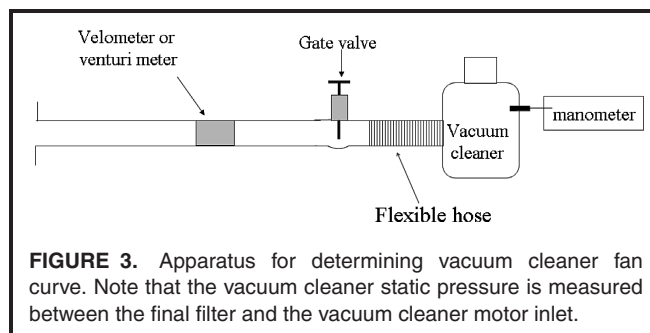 Velometer or
venturi meter
Gate valve
Vacuum
cleaner
manometer
Flexible hose
FIGURE 3. Apparatus for determining vacuum cleaner fan
curve. Note that the vacuum cleaner static pressure is measured
between the final filter and the vacuum cleaner motor inlet.